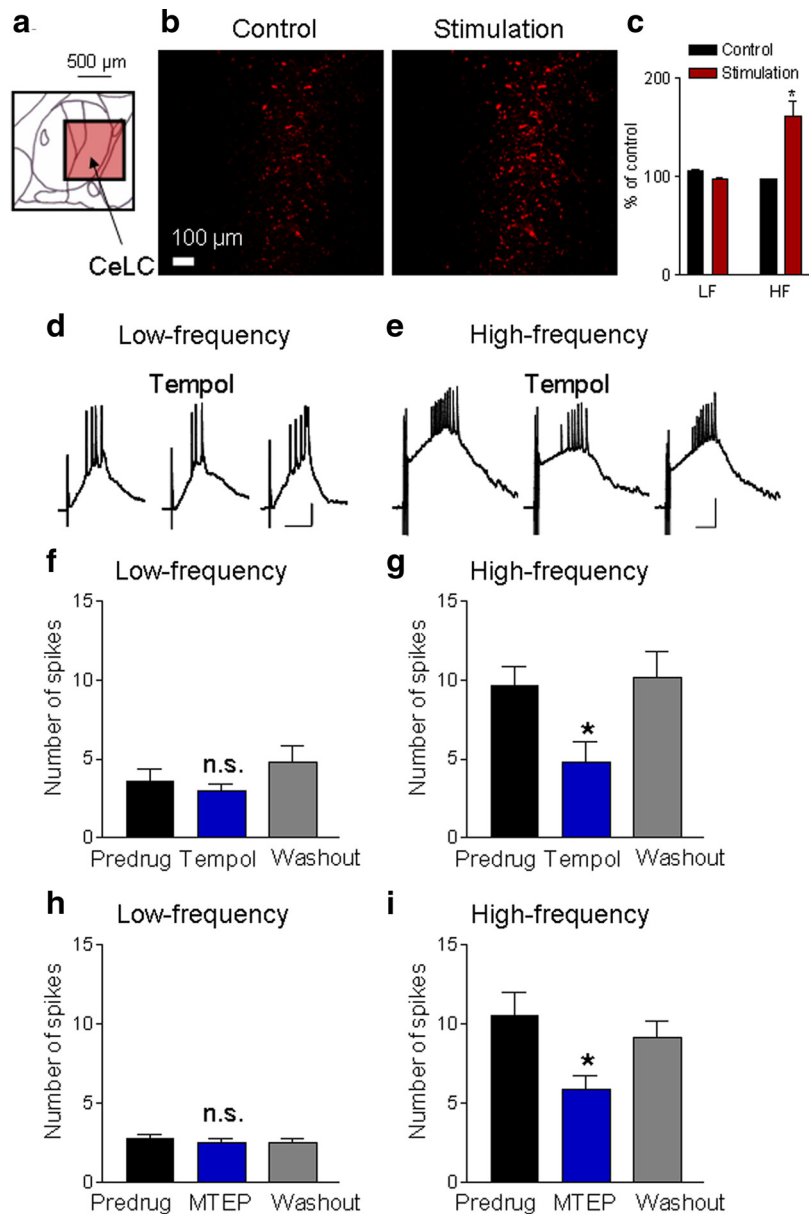 a
500 µm
CeLC
b
Control Stimulation
100 µm
c
Control
Stimulation
% of control
200
*
100
0
LF HF
d
Low-frequency
Tempol
e
High-frequency
Tempol
f
Low-frequency
Number of spikes
15
10
5
0
n.s.
Predrug Tempol Washout
g
High-frequency
Number of spikes
15
10
5
0
*
Predrug Tempol Washout
h
Low-frequency
Number of spikes
15
10
5
0
n.s.
Predrug MTEP Washout
i
High-frequency
Number of spikes
15
10
5
0
*
Predrug MTEP Washout